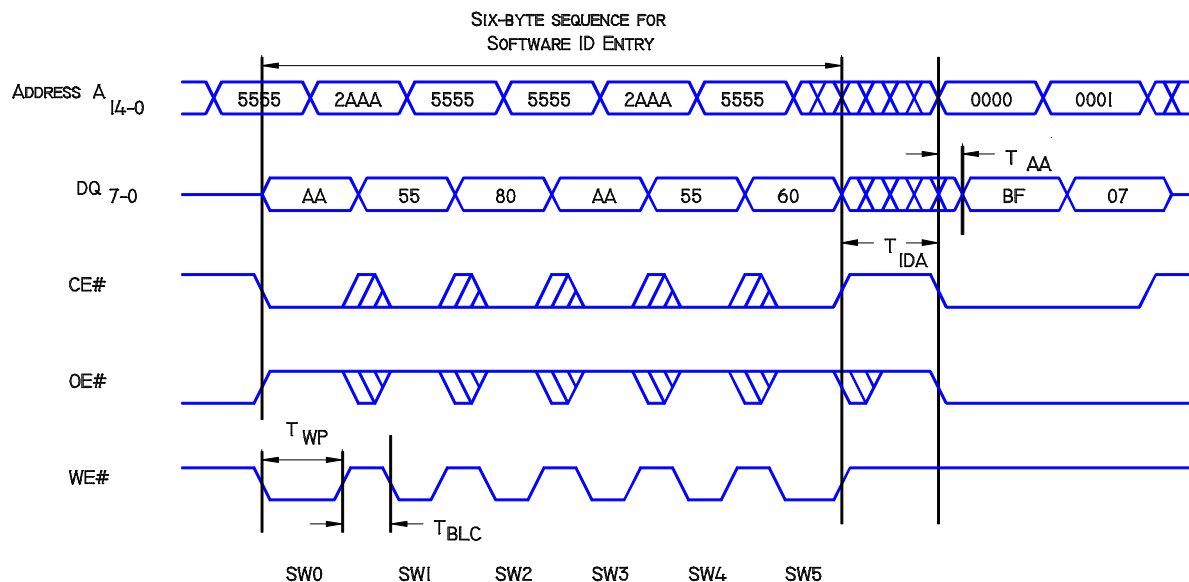 SIX-BYTE SEQUENCE FOR
SOFTWARE ID ENTRY
ADDRESS A 14-0
5555 2AAA 5555 5555 2AAA 5555 0000 0001
T AA
DQ 7-0
AA 55 80 AA 55 60 BF 07
T IDA
CE#
OE#
T WP
WE#
T BLC
SW0 SW1 SW2 SW3 SW4 SW5